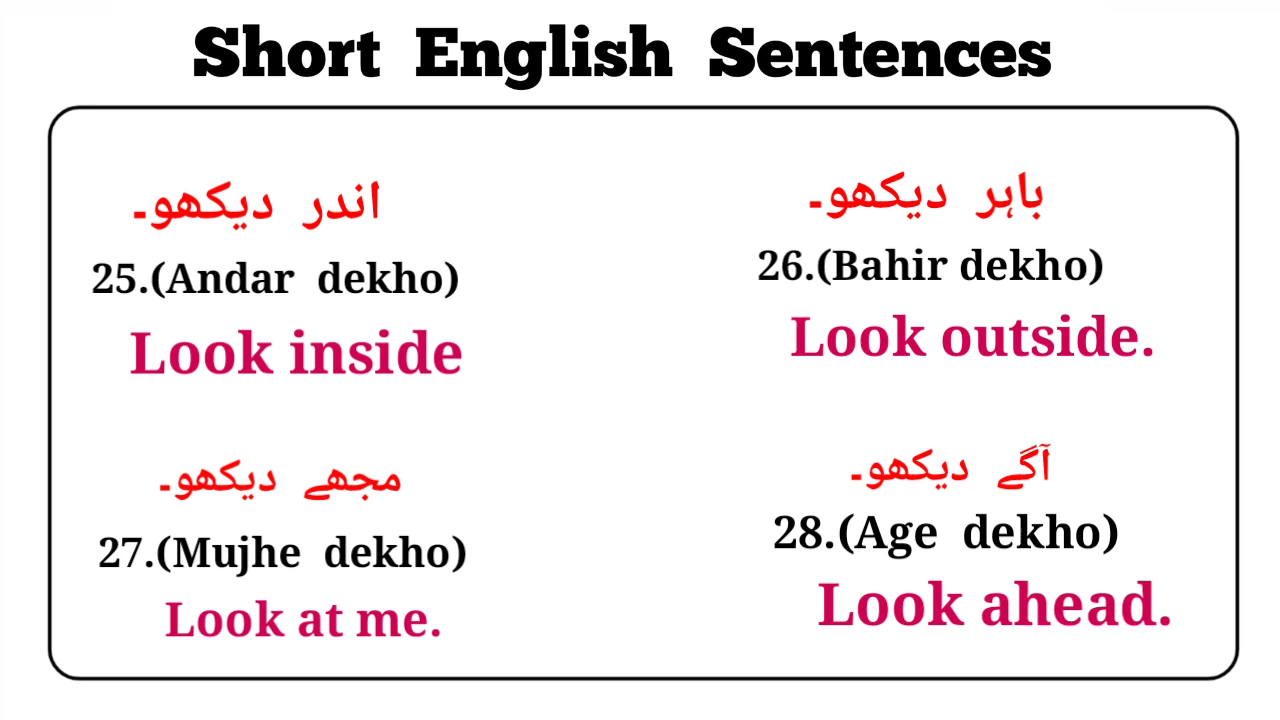 Short English Sentences
اندر دیکھو۔
25.(Andar dekho)
Look inside
باہر دیکھو۔
26.(Bahir dekho)
Look outside.
مجھے دیکھو۔
27.(Mujhe dekho)
Look at me.
آگے دیکھو۔
28.(Age dekho)
Look ahead.